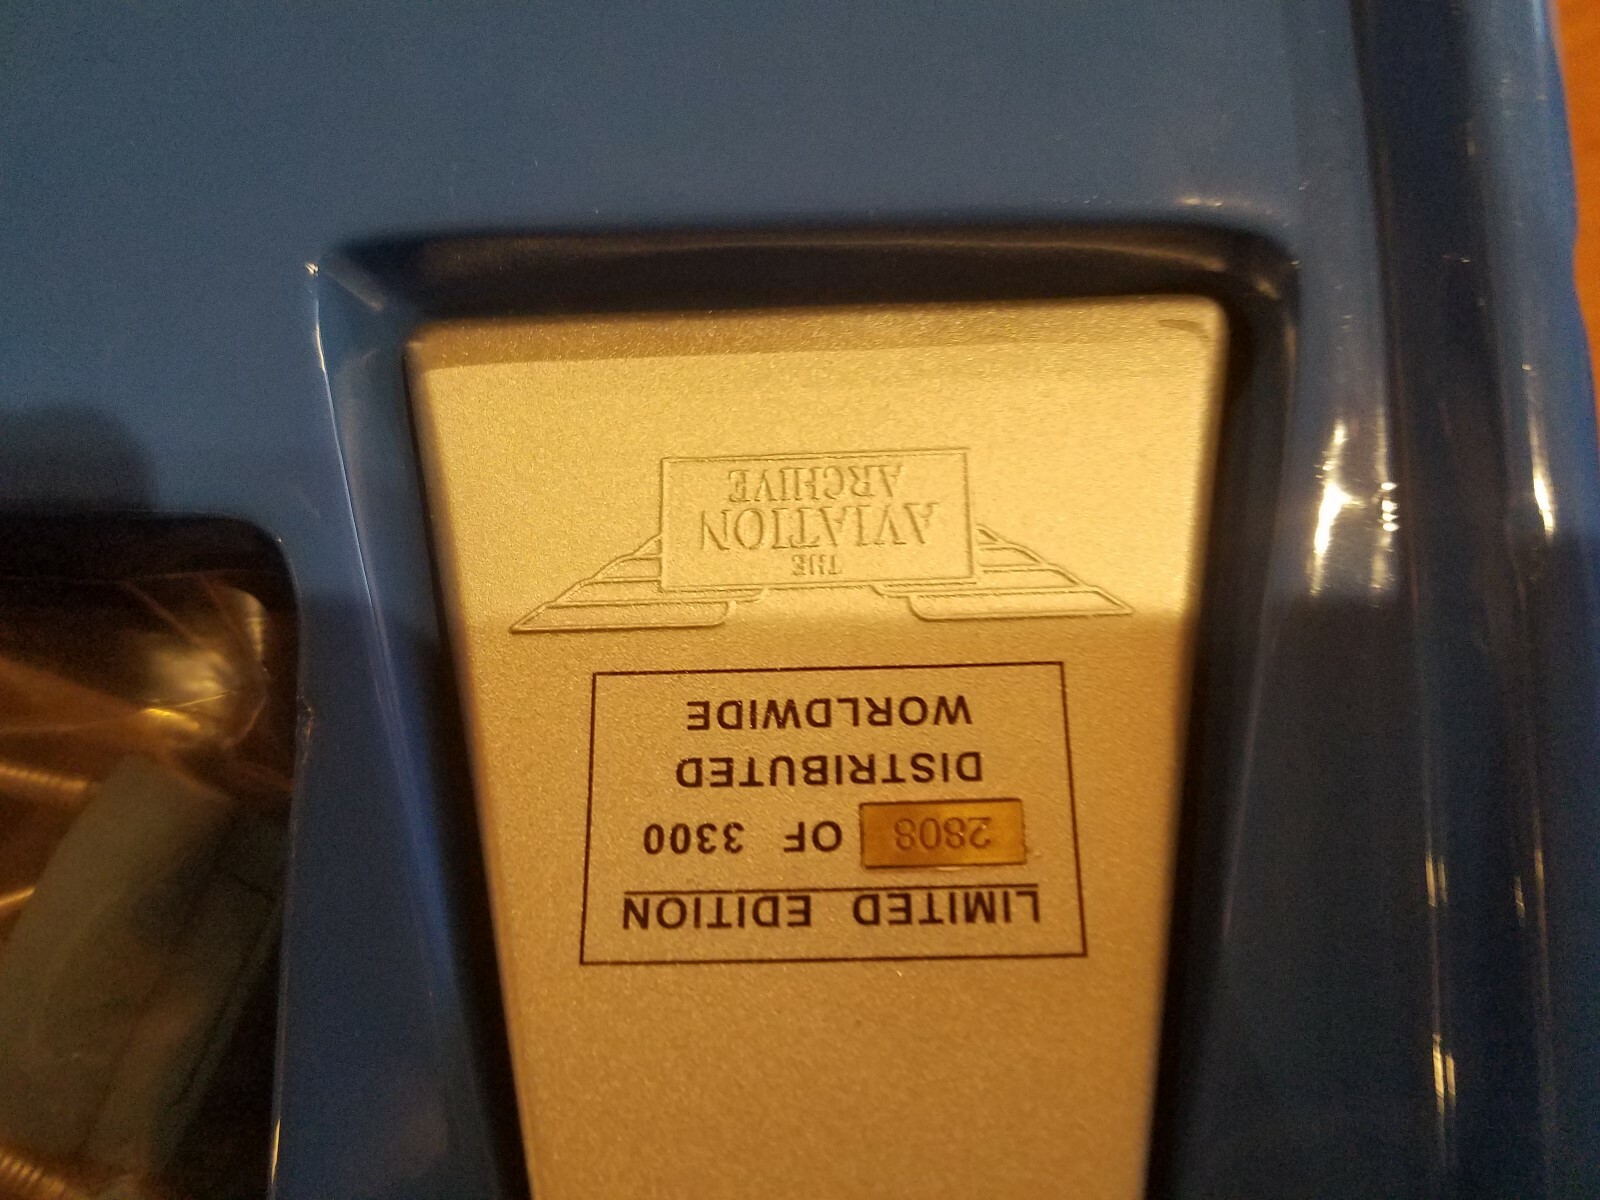 LIMITED EDITION
2808 OF 3300
DISTRIBUTED
WORLDWIDE
THE
AVIATION
ARCHIVE